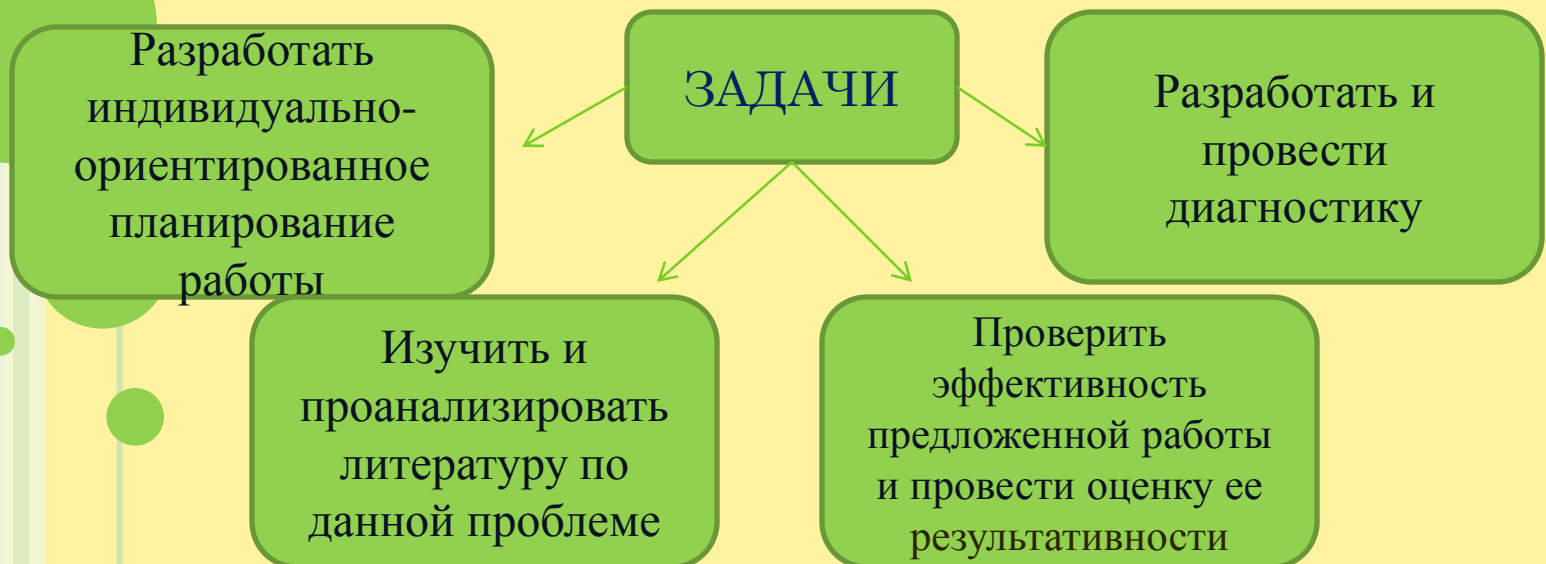 ЗАДАЧИ
Разработать
индивидуально-
ориентированное
планирование
работы
Разработать и
провести
диагностику
Изучить и
проанализировать
литературу по
данной проблеме
Проверить
эффективность
предложенной работы
и провести оценку ее
результативности